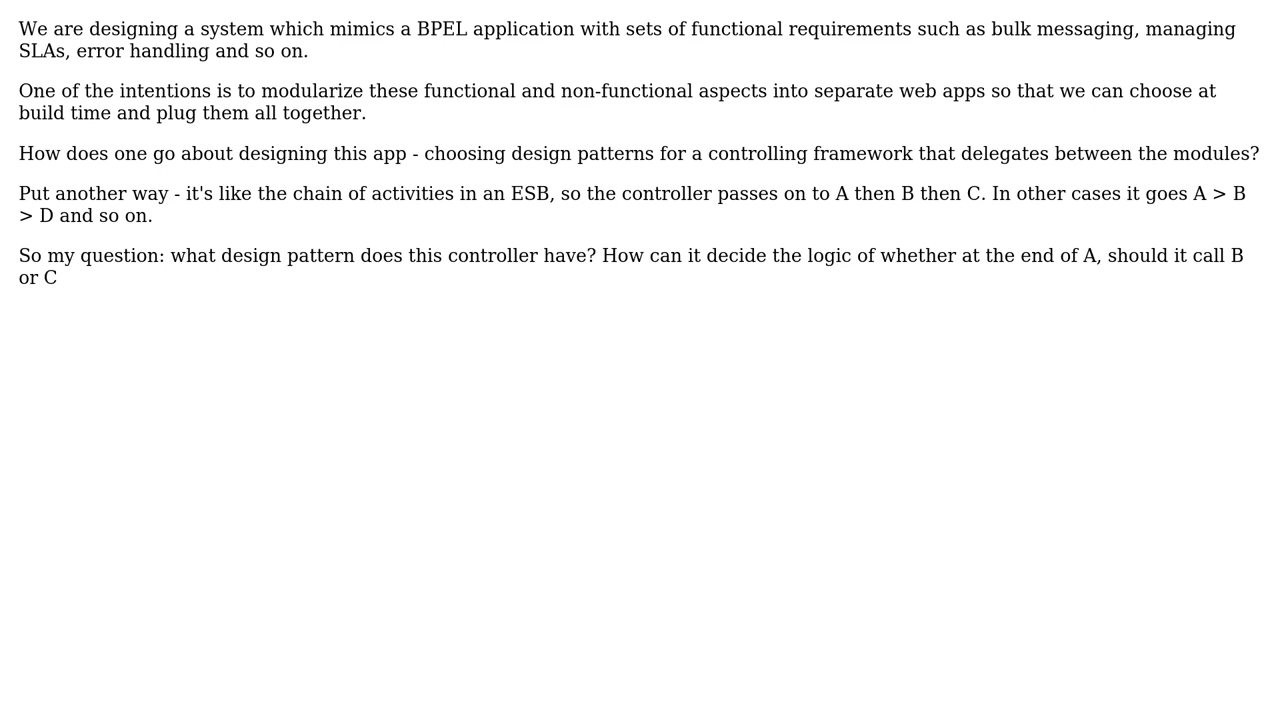 We are designing a system which mimics a BPEL application with sets of functional requirements such as bulk messaging, managing
SLAs, error handling and so on.
One of the intentions is to modularize these functional and non-functional aspects into separate web apps so that we can choose at
build time and plug them all together.
How does one go about designing this app - choosing design patterns for a controlling framework that delegates between the modules?
Put another way - it's like the chain of activities in an ESB, so the controller passes on to A then B then C. In other cases it goes A > B
> D and so on.
So my question: what design pattern does this controller have? How can it decide the logic of whether at the end of A, should it call B
or C